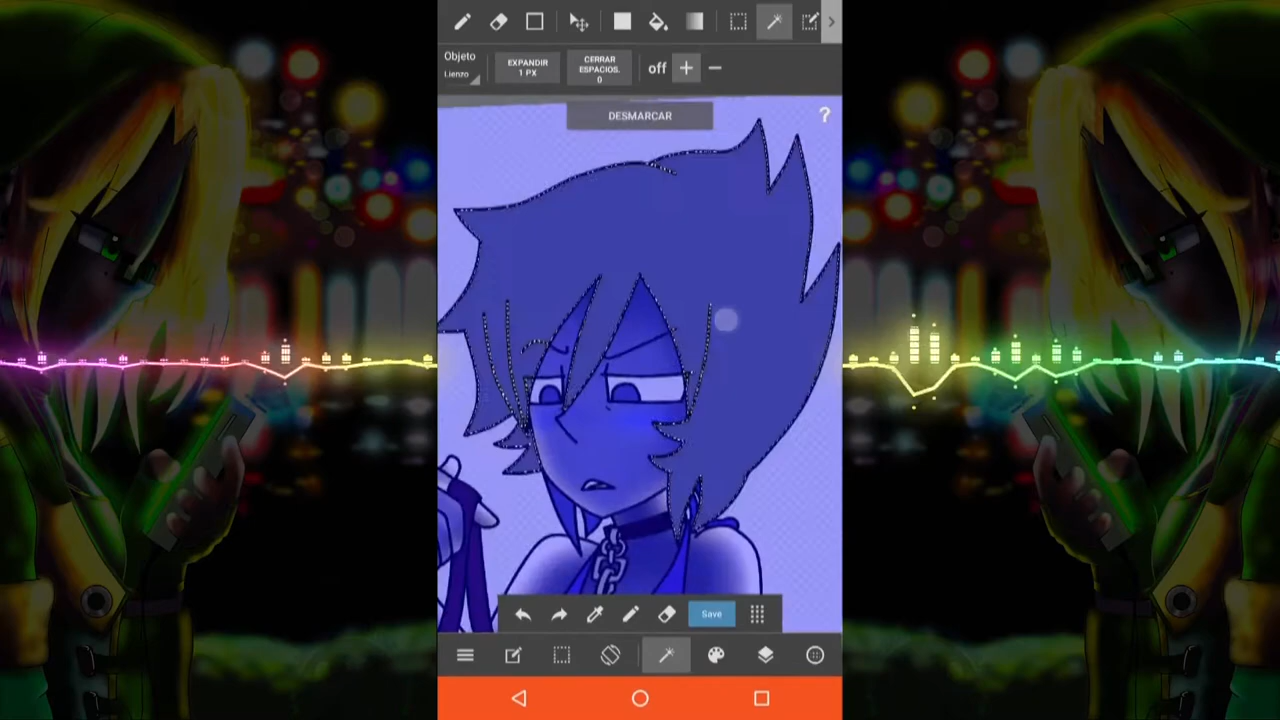 Objeto
Lienzo
EXPANDIR
1 PX
CERRAR
ESPACIOS.
0
off
DESMARCAR
?
Save